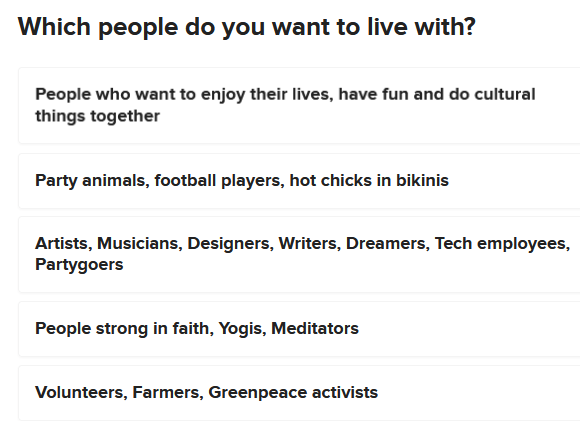 Which people do you want to live with?
People who want to enjoy their lives, have fun and do cultural
things together
Party animals, football players, hot chicks in bikinis
Artists, Musicians, Designers, Writers, Dreamers, Tech employees,
Partygoers
People strong in faith, Yogis, Meditators
Volunteers, Farmers, Greenpeace activists